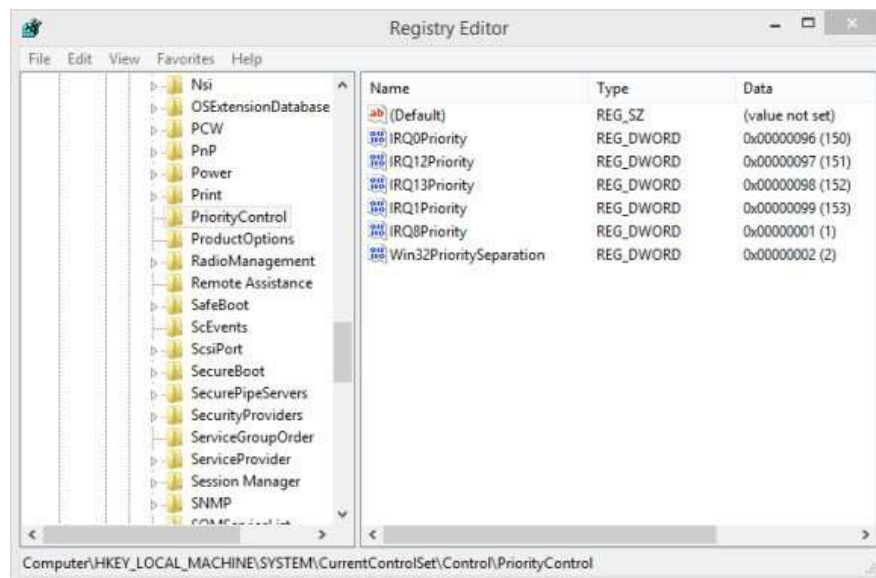 Registry Editor
File Edit View Favorites Help
Nsi
OSExtensionDatabase
PCW
PnP
Power
Print
PriorityControl
ProductOptions
RadioManagement
Remote Assistance
SafeBoot
ScEvents
ScsiPort
SecureBoot
SecurePipeServers
SecurityProviders
ServiceGroupOrder
ServiceProvider
Session Manager
SNMP
Name Type Data
(Default) REG_SZ (value not set)
IRQ0Priority REG_DWORD 0x00000096 (150)
IRQ12Priority REG_DWORD 0x00000097 (151)
IRQ13Priority REG_DWORD 0x00000098 (152)
IRQ1Priority REG_DWORD 0x00000099 (153)
IRQ8Priority REG_DWORD 0x00000001 (1)
Win32PrioritySeparation REG_DWORD 0x00000002 (2)
Computer\HKEY_LOCAL_MACHINE\SYSTEM\CurrentControlSet\Control\PriorityControl